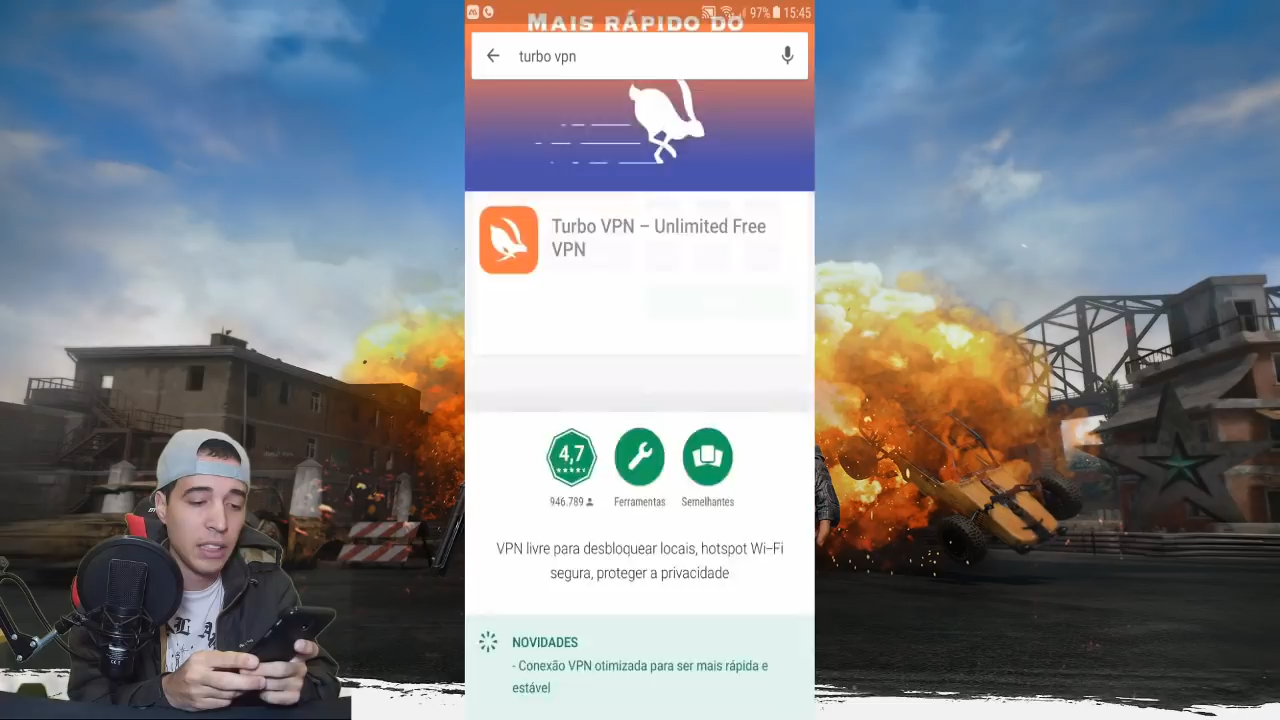 MAIS RÁPIDO DO
97% 15:45
turbo vpn
Turbo VPN – Unlimited Free
VPN
4,7
946.789
Ferramentas
Semelhantes
VPN livre para desbloquear locais, hotspot Wi-Fi
segura, proteger a privacidade
NOVIDADES
- Conexão VPN otimizada para ser mais rápida e
estável